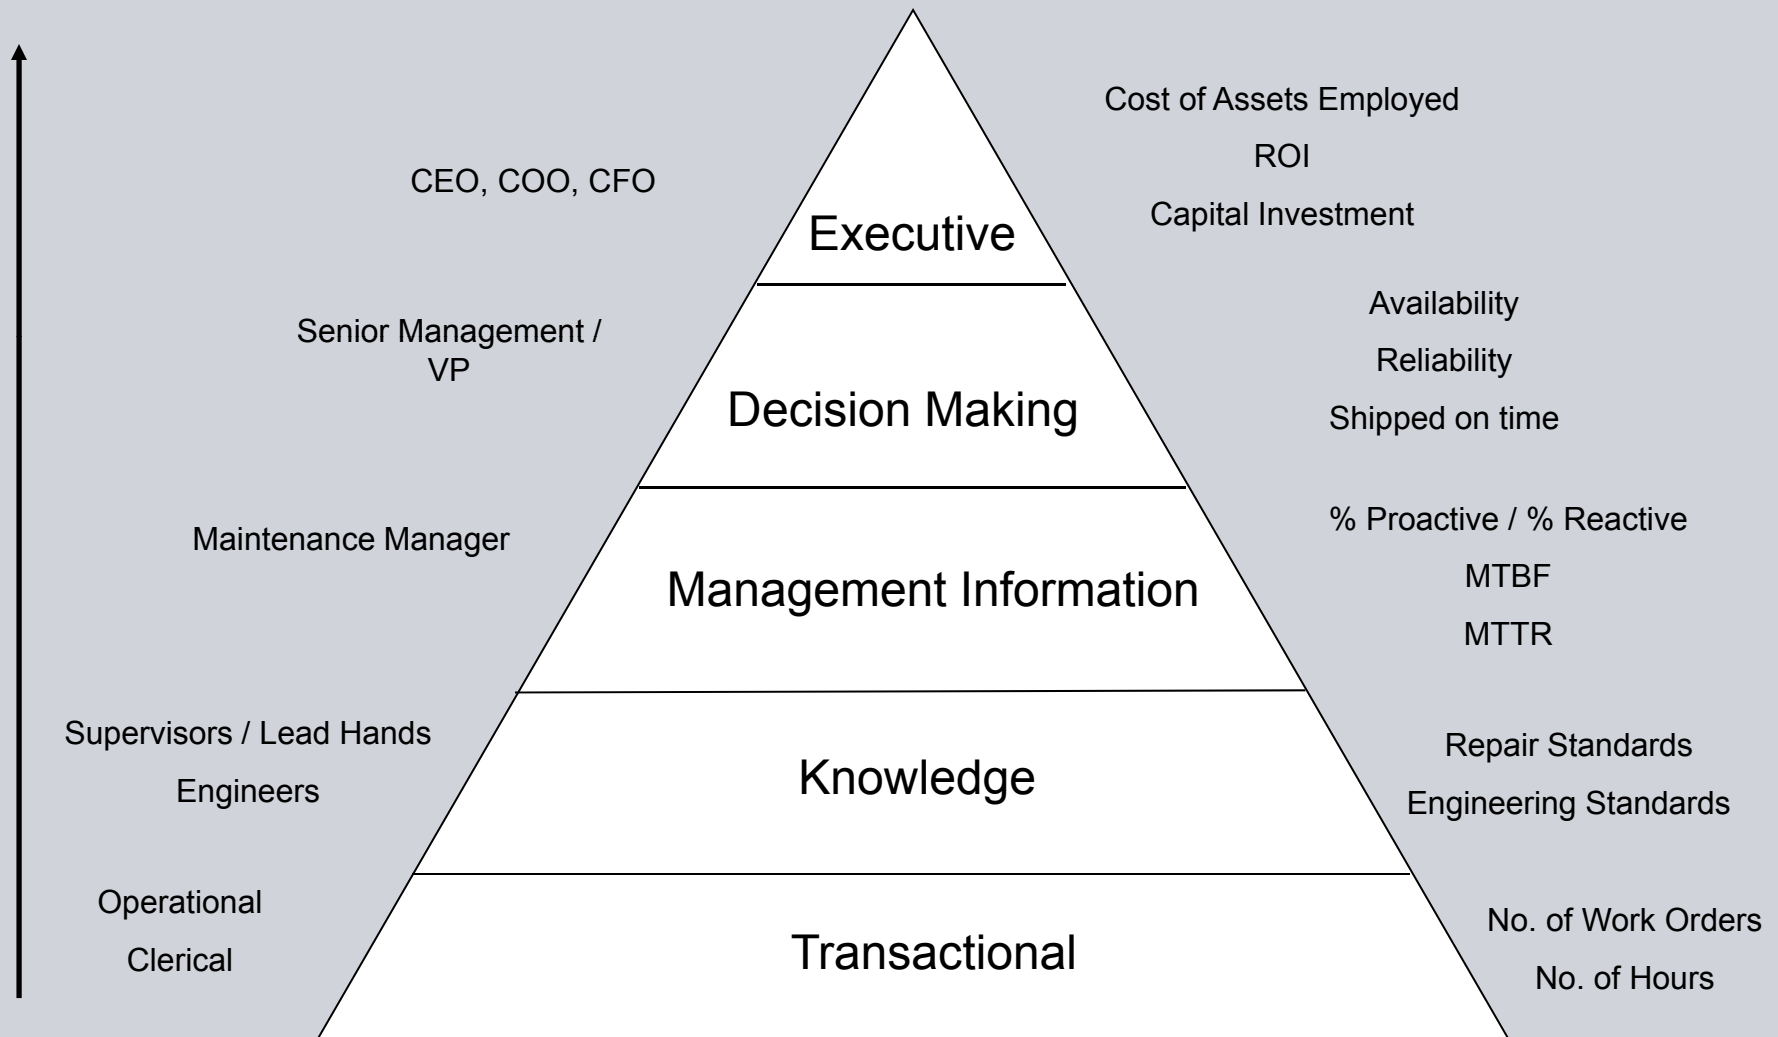 Cost of Assets Employed
ROI
CEO, COO, CFO
Capital Investment
Executive
Availability
Senior Management /
VP
Reliability
Decision Making
Shipped on time
Maintenance Manager
% Proactive / % Reactive
MTBF
Management Information
MTTR
Supervisors / Lead Hands
Engineers
Knowledge
Repair Standards
Engineering Standards
Operational
Clerical
Transactional
No. of Work Orders
No. of Hours